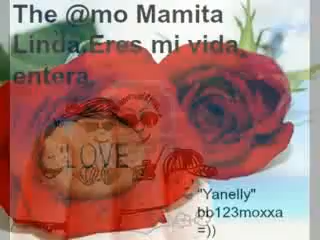 The @mo Mamita
Linda,Eres mi vida
entera.
"LOVE
"Yanelly"
bb123moxxa
=))